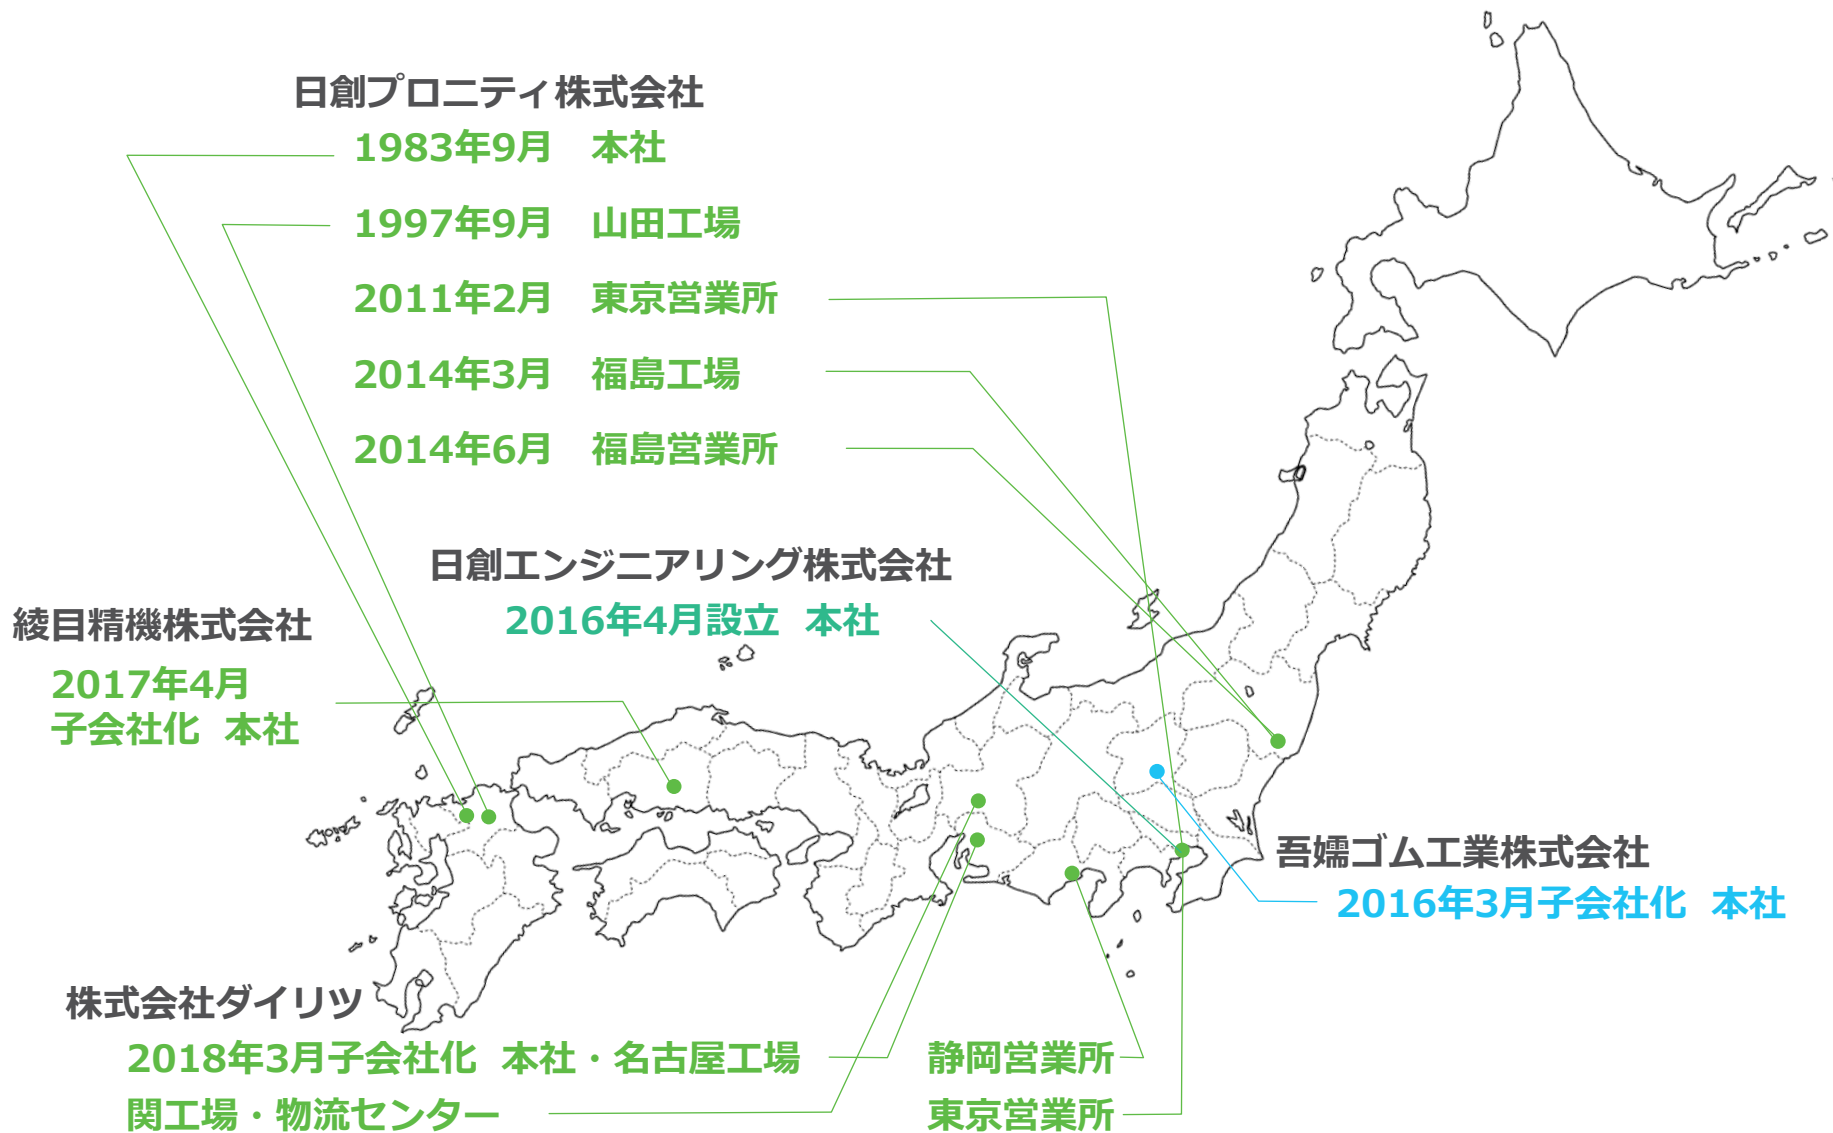 日創プロニティ株式会社
1983年9月　本社
1997年9月　山田工場
2011年2月　東京営業所
2014年3月　福島工場
2014年6月　福島営業所
日創エンジニアリング株式会社
2016年4月設立　本社
綾目精機株式会社
2017年4月
子会社化　本社
吾嬬ゴム工業株式会社
2016年3月子会社化　本社
株式会社ダイリツ
2018年3月子会社化　本社・名古屋工場　静岡営業所
関工場・物流センター　東京営業所